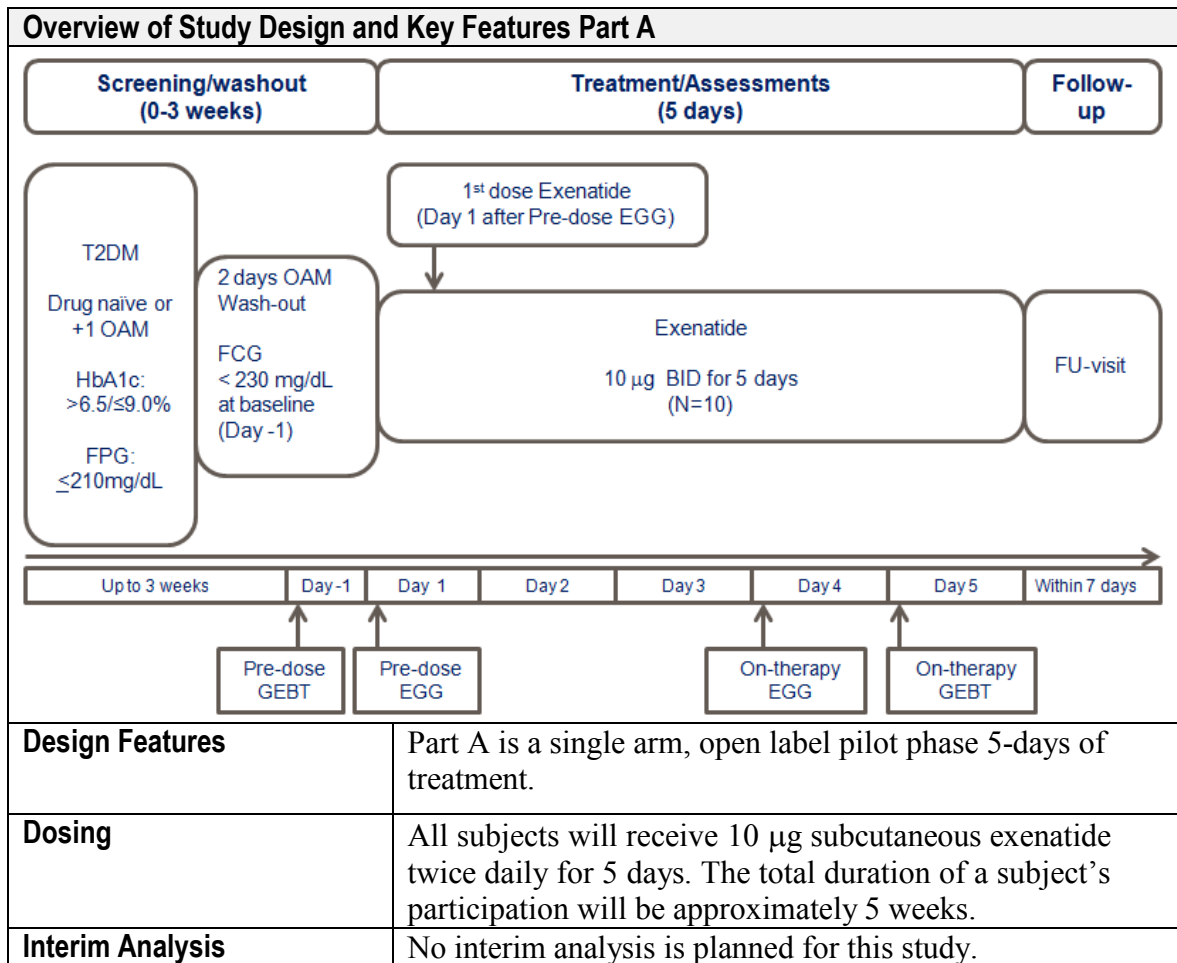 Overview of Study Design and Key Features Part A
Screening/washout
(0-3 weeks)
Treatment/Assessments
(5 days)
Follow-
up
1st dose Exenatide
(Day 1 after Pre-dose EGG)
T2DM
Drug naïve or
+1 OAM
HbA1c:
>6.5/≤9.0%
FPG:
≤210mg/dL
2 days OAM
Wash-out
FCG
< 230 mg/dL
at baseline
(Day -1)
Exenatide
10 μg BID for 5 days
(N=10)
FU-visit
Up to 3 weeks
Day -1
Day 1
Day 2
Day 3
Day 4
Day 5
Within 7 days
Pre-dose
GEBT
Pre-dose
EGG
On-therapy
EGG
On-therapy
GEBT
Design Features
Part A is a single arm, open label pilot phase 5-days of
treatment.
Dosing
All subjects will receive 10 μg subcutaneous exenatide
twice daily for 5 days. The total duration of a subject’s
participation will be approximately 5 weeks.
Interim Analysis
No interim analysis is planned for this study.